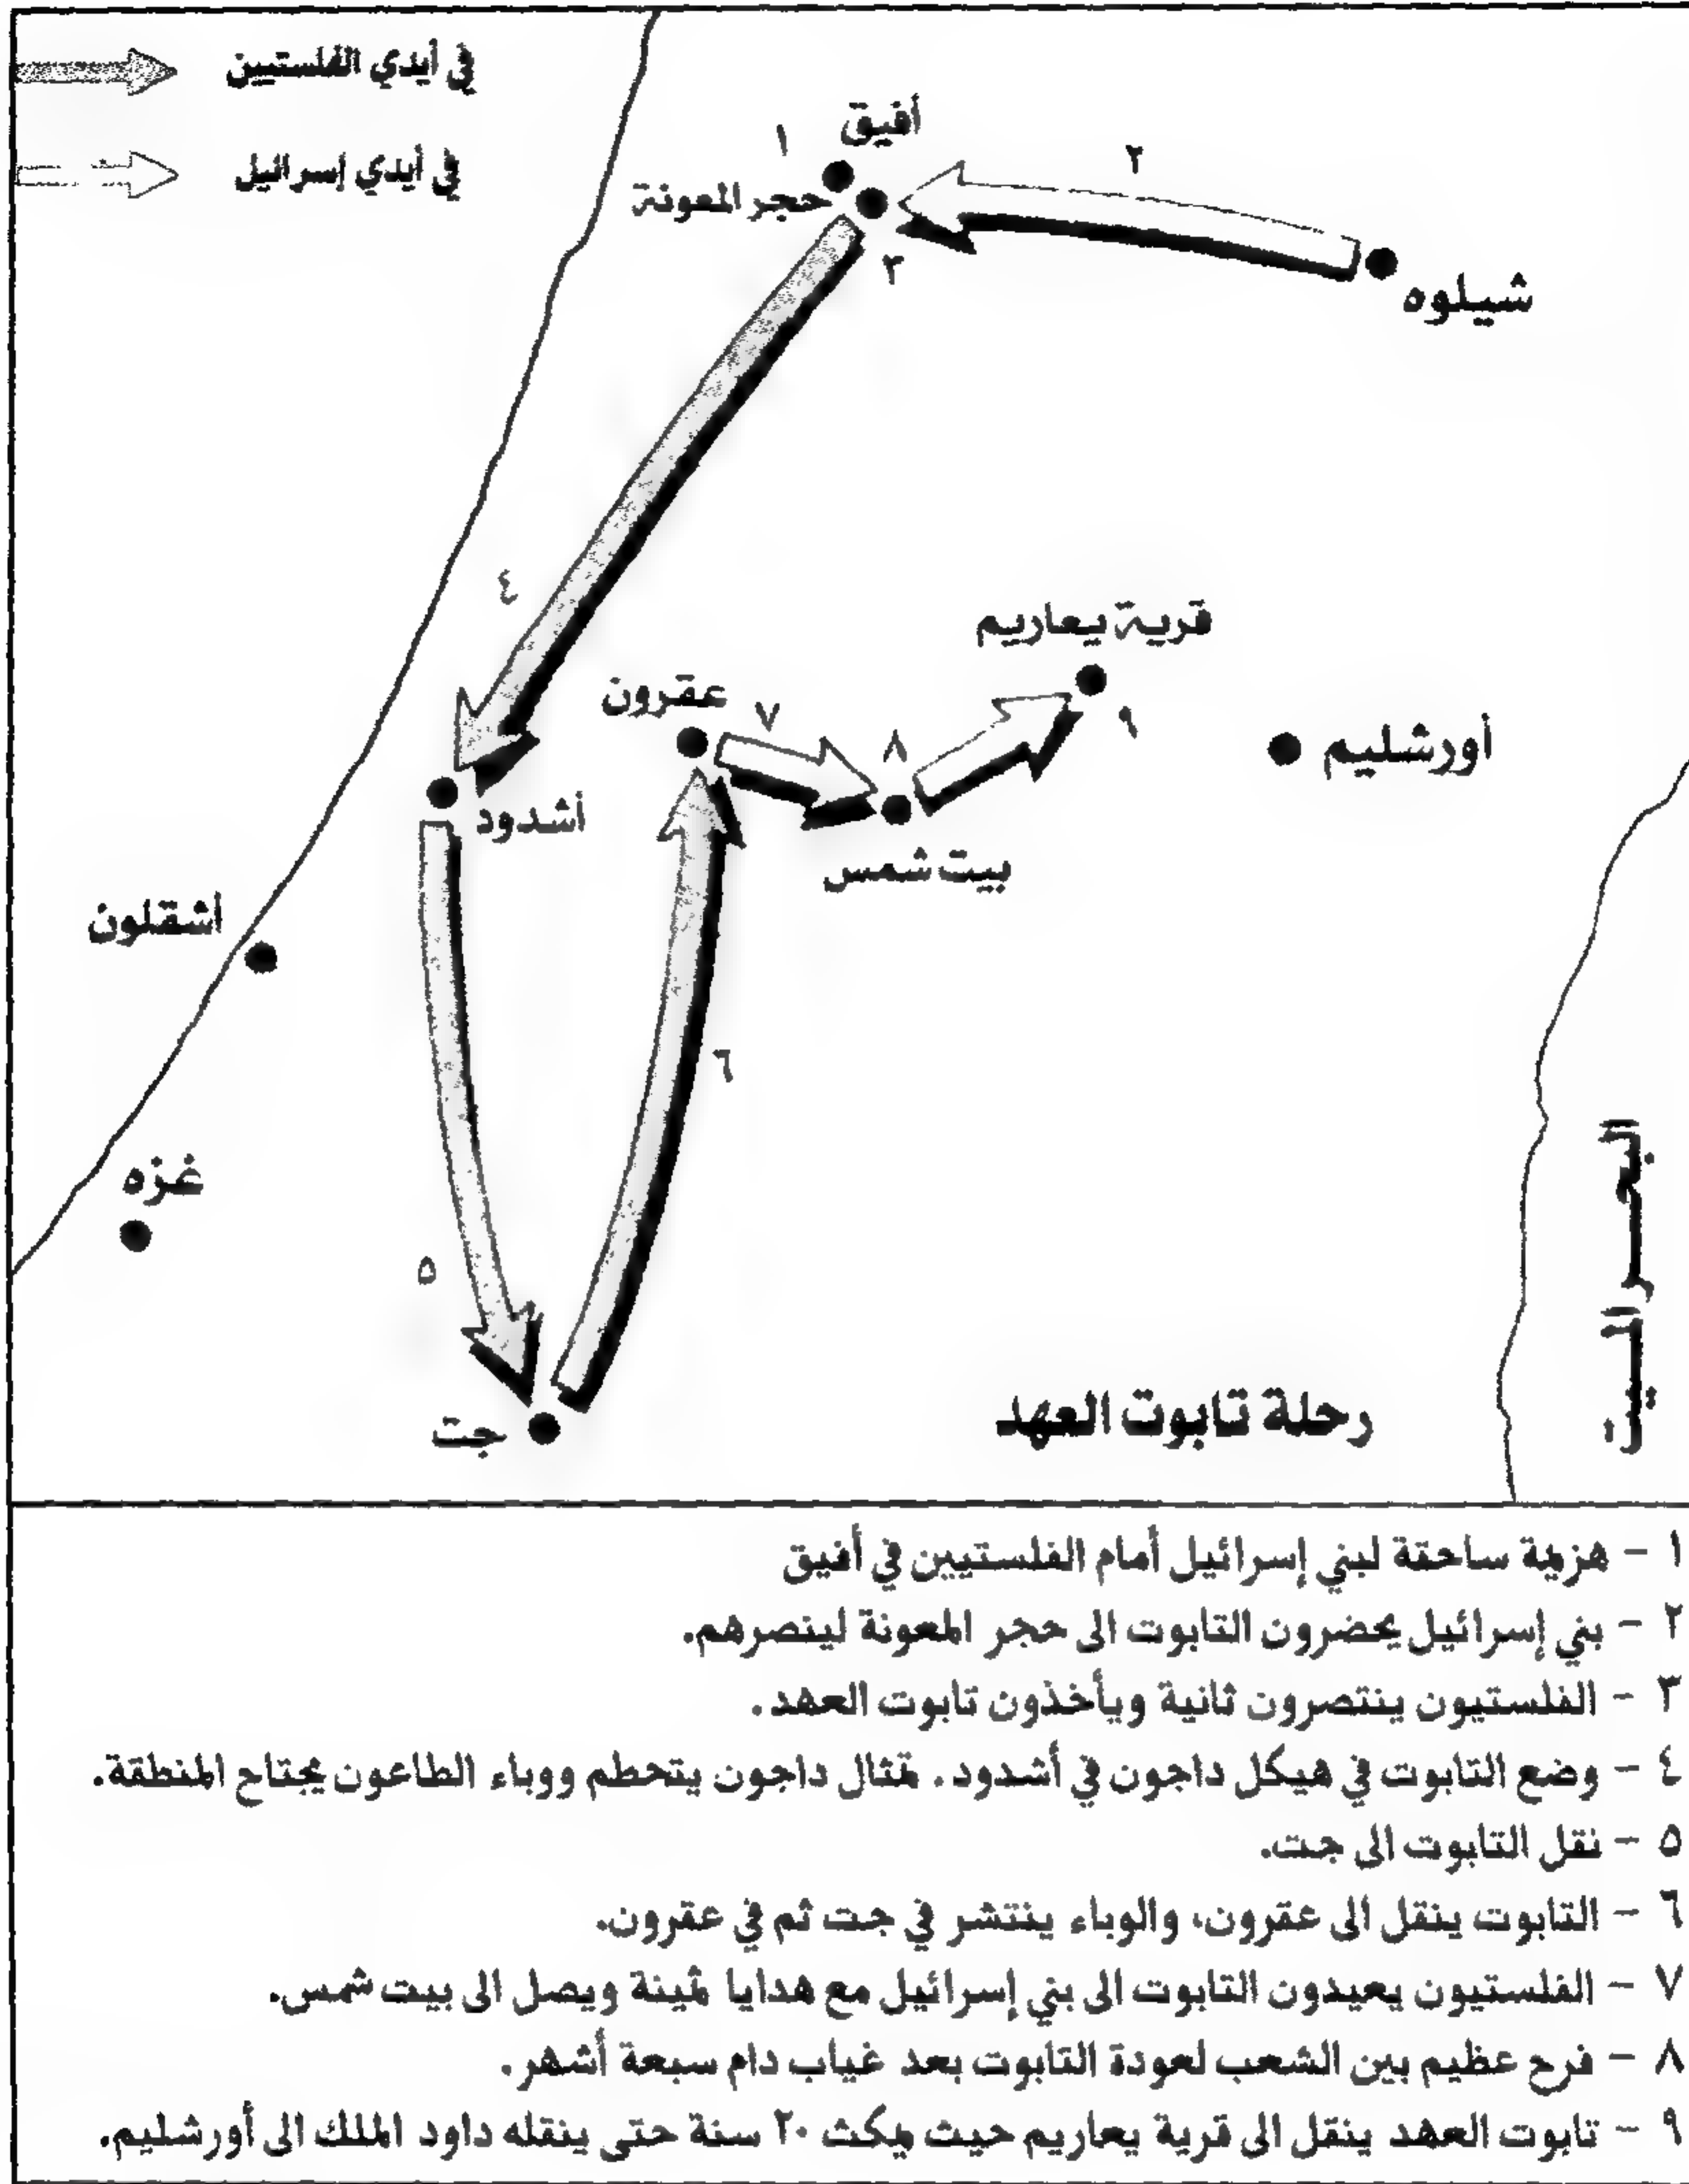 في أيدي الفلستيين
في أيدي إسرائيل
أفيق
١
حجر المعونة
٢
٣
شيلوه
٤
قرية يعاريم
عقرون
٧
٨
٩
أورشليم
أشدود
بيت شمس
أشقلون
٦
غزه
٥
البحر الميت
جت
رحلة تابوت العهد
١ - هزيمة ساحقة لبني إسرائيل أمام الفلستيين في أفيق
٢ - بني إسرائيل يحضرون التابوت الى حجر المعونة لينصرهم.
٣ - الفلستيون ينتصرون ثانية ويأخذون تابوت العهد.
٤ - وضع التابوت في هيكل داجون في أشدود. تمثال داجون يتحطم ووباء الطاعون يجتاح المنطقة.
٥ - نقل التابوت الى جت.
٦ - التابوت ينقل الى عقرون، والوباء ينتشر في جت ثم في عقرون.
٧ - الفلستيون يعيدون التابوت الى بني إسرائيل مع هدايا ثمينة ويصل الى بيت شمس.
٨ - فرح عظيم بين الشعب لعودة التابوت بعد غياب دام سبعة أشهر.
٩ - تابوت العهد ينقل الى قرية يعاريم حيث يمكث ٢٠ سنة حتى ينقله داود الملك الى أورشليم.